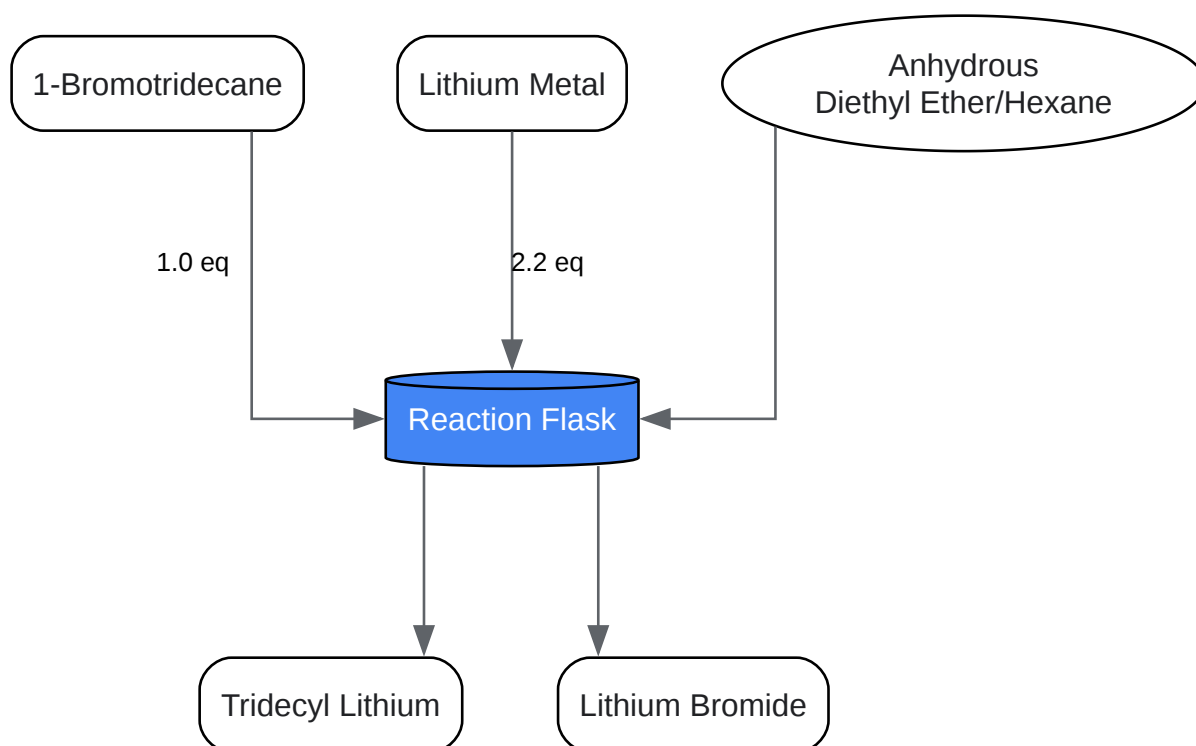 1-Bromotridecane
Lithium Metal
Anhydrous
Diethyl Ether/Hexane
1.0 eq
2.2 eq
Reaction Flask
Tridecyl Lithium
Lithium Bromide